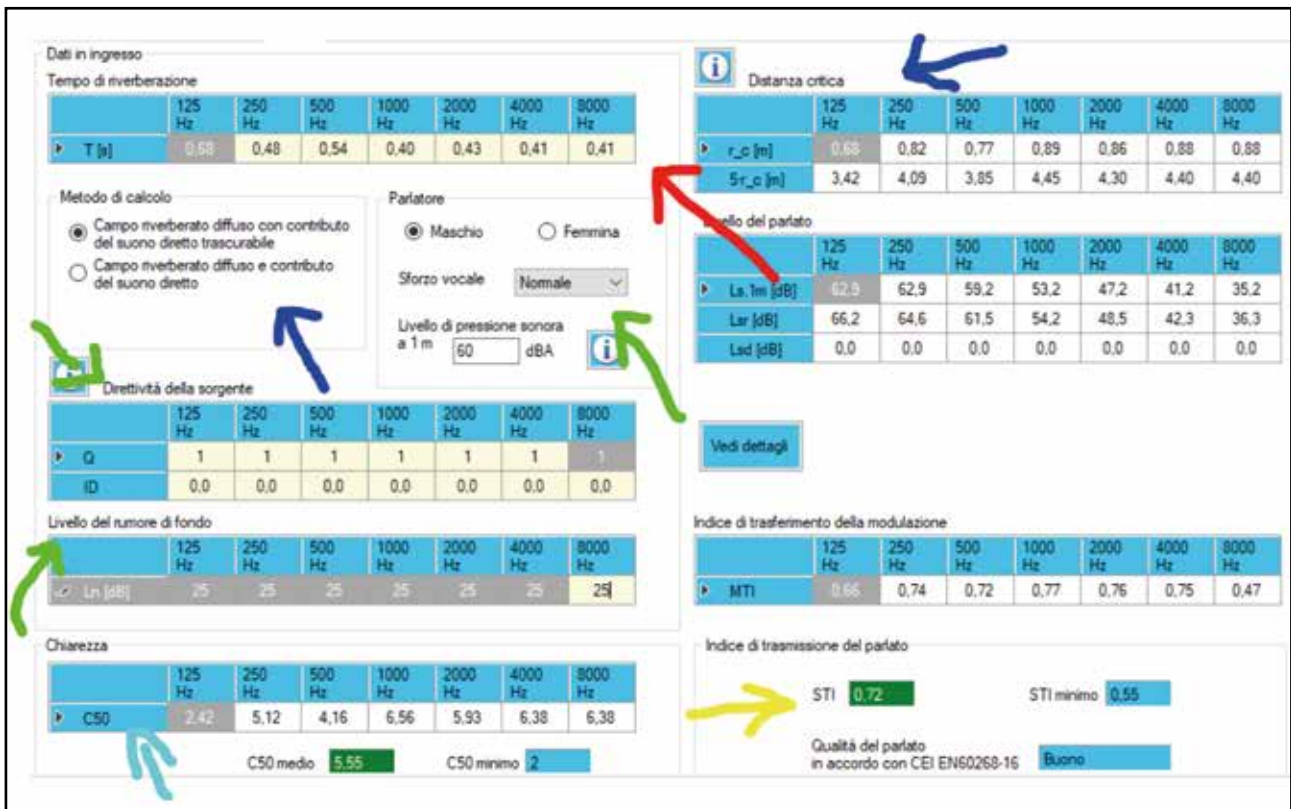 Dati in ingresso
Tempo di riverberazione
125 Hz 250 Hz 500 Hz 1000 Hz 2000 Hz 4000 Hz 8000 Hz
T [s] 0,58 0,48 0,54 0,40 0,43 0,41 0,41
Metodo di calcolo
Campo riverberato diffuso con contributo
del suono diretto trascurabile
Campo riverberato diffuso e contributo
del suono diretto
Parlatore
Maschio Femmina
Sforzo vocale Normale
Livello di pressione sonora
a 1 m 60 dBA
Direttività della sorgente
125 Hz 250 Hz 500 Hz 1000 Hz 2000 Hz 4000 Hz 8000 Hz
Q 1 1 1 1 1 1 1
ID 0,0 0,0 0,0 0,0 0,0 0,0 0,0
Livello del rumore di fondo
125 Hz 250 Hz 500 Hz 1000 Hz 2000 Hz 4000 Hz 8000 Hz
Ln [dB] 25 25 25 25 25 25 25
Chiarezza
125 Hz 250 Hz 500 Hz 1000 Hz 2000 Hz 4000 Hz 8000 Hz
C50 2,42 5,12 4,16 6,56 5,93 6,38 6,38
C50 medio 5,55 C50 minimo 2
Distanza critica
125 Hz 250 Hz 500 Hz 1000 Hz 2000 Hz 4000 Hz 8000 Hz
r_c [m] 0,68 0,82 0,77 0,89 0,86 0,88 0,88
5r_c [m] 3,42 4,09 3,85 4,45 4,30 4,40 4,40
del parlato
125 Hz 250 Hz 500 Hz 1000 Hz 2000 Hz 4000 Hz 8000 Hz
Ls,1m [dB] 62,9 62,9 59,2 53,2 47,2 41,2 35,2
Lsr [dB] 66,2 64,6 61,5 54,2 48,5 42,3 36,3
Lsd [dB] 0,0 0,0 0,0 0,0 0,0 0,0 0,0
Vedi dettagli
Indice di trasferimento della modulazione
125 Hz 250 Hz 500 Hz 1000 Hz 2000 Hz 4000 Hz 8000 Hz
MTI 0,66 0,74 0,72 0,77 0,76 0,75 0,47
Indice di trasmissione del parlato
STI 0,72 STI minimo 0,55
Qualità del parlato
in accordo con CEI EN60268-16 Buono